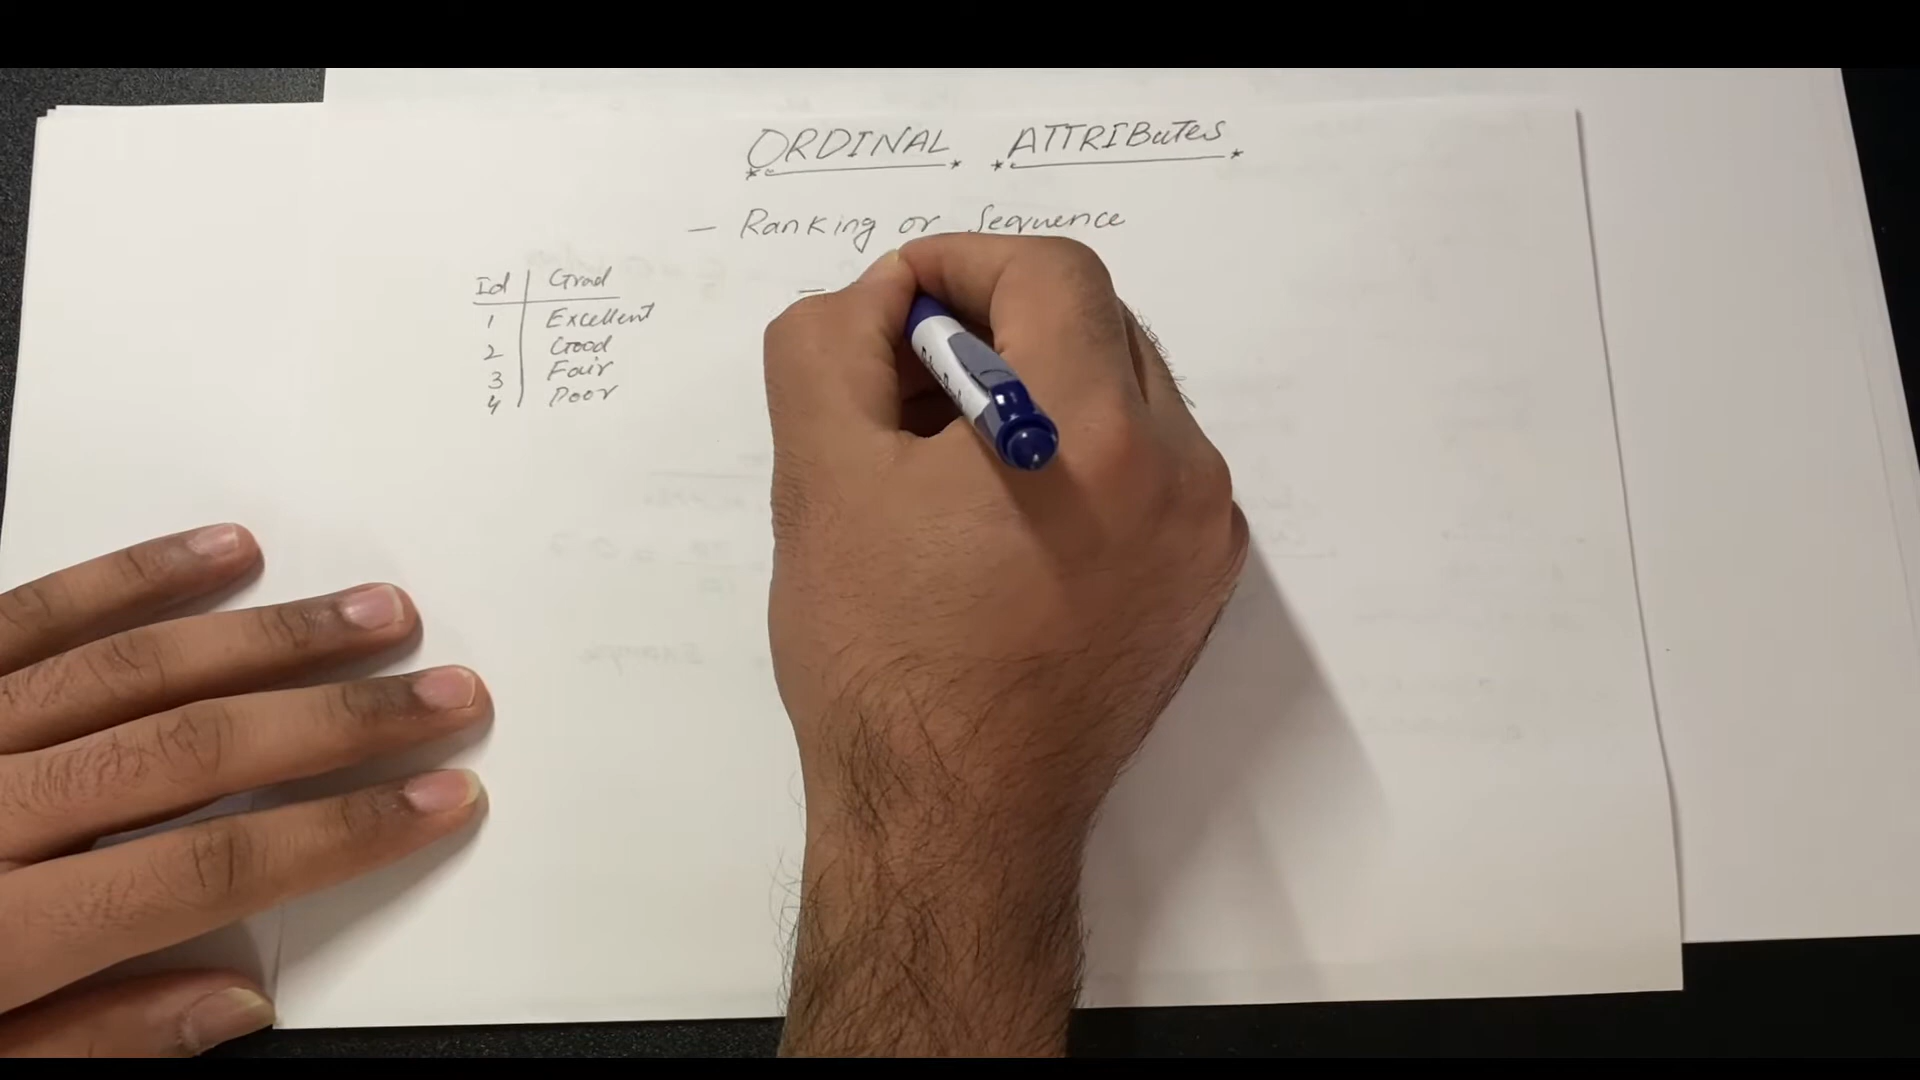 ORDINAL ATTRIButes
— Ranking or Sequence
Id | Grad
1 | Excellent
2 | Good
3 | Fair
4 | Poor
—